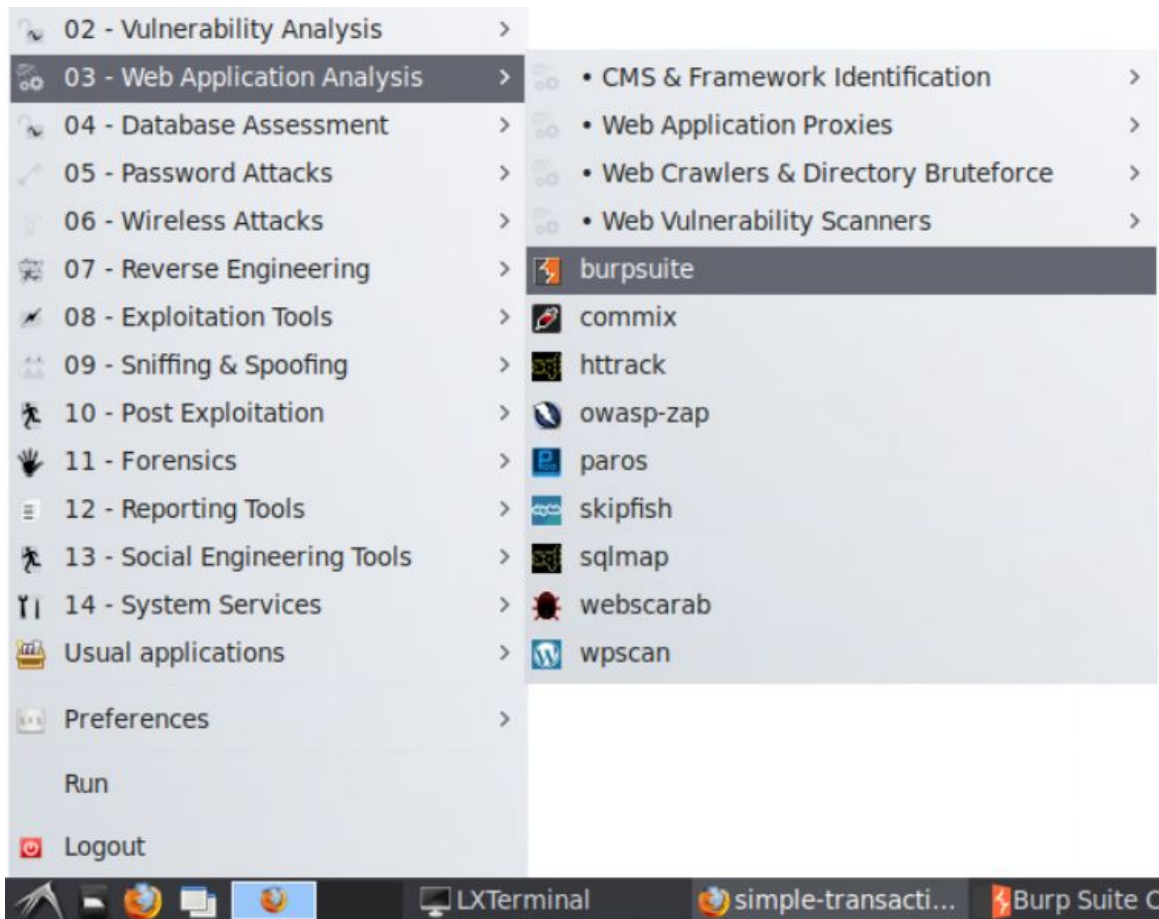 02 - Vulnerability Analysis
03 - Web Application Analysis
04 - Database Assessment
05 - Password Attacks
06 - Wireless Attacks
07 - Reverse Engineering
08 - Exploitation Tools
09 - Sniffing & Spoofing
10 - Post Exploitation
11 - Forensics
12 - Reporting Tools
13 - Social Engineering Tools
14 - System Services
Usual applications
Preferences
Run
Logout
• CMS & Framework Identification
• Web Application Proxies
• Web Crawlers & Directory Bruteforce
• Web Vulnerability Scanners
burpsuite
commix
httrack
owasp-zap
paros
skipfish
sqlmap
webscarab
wpscan
LXTerminal
simple-transacti...
Burp Suite C